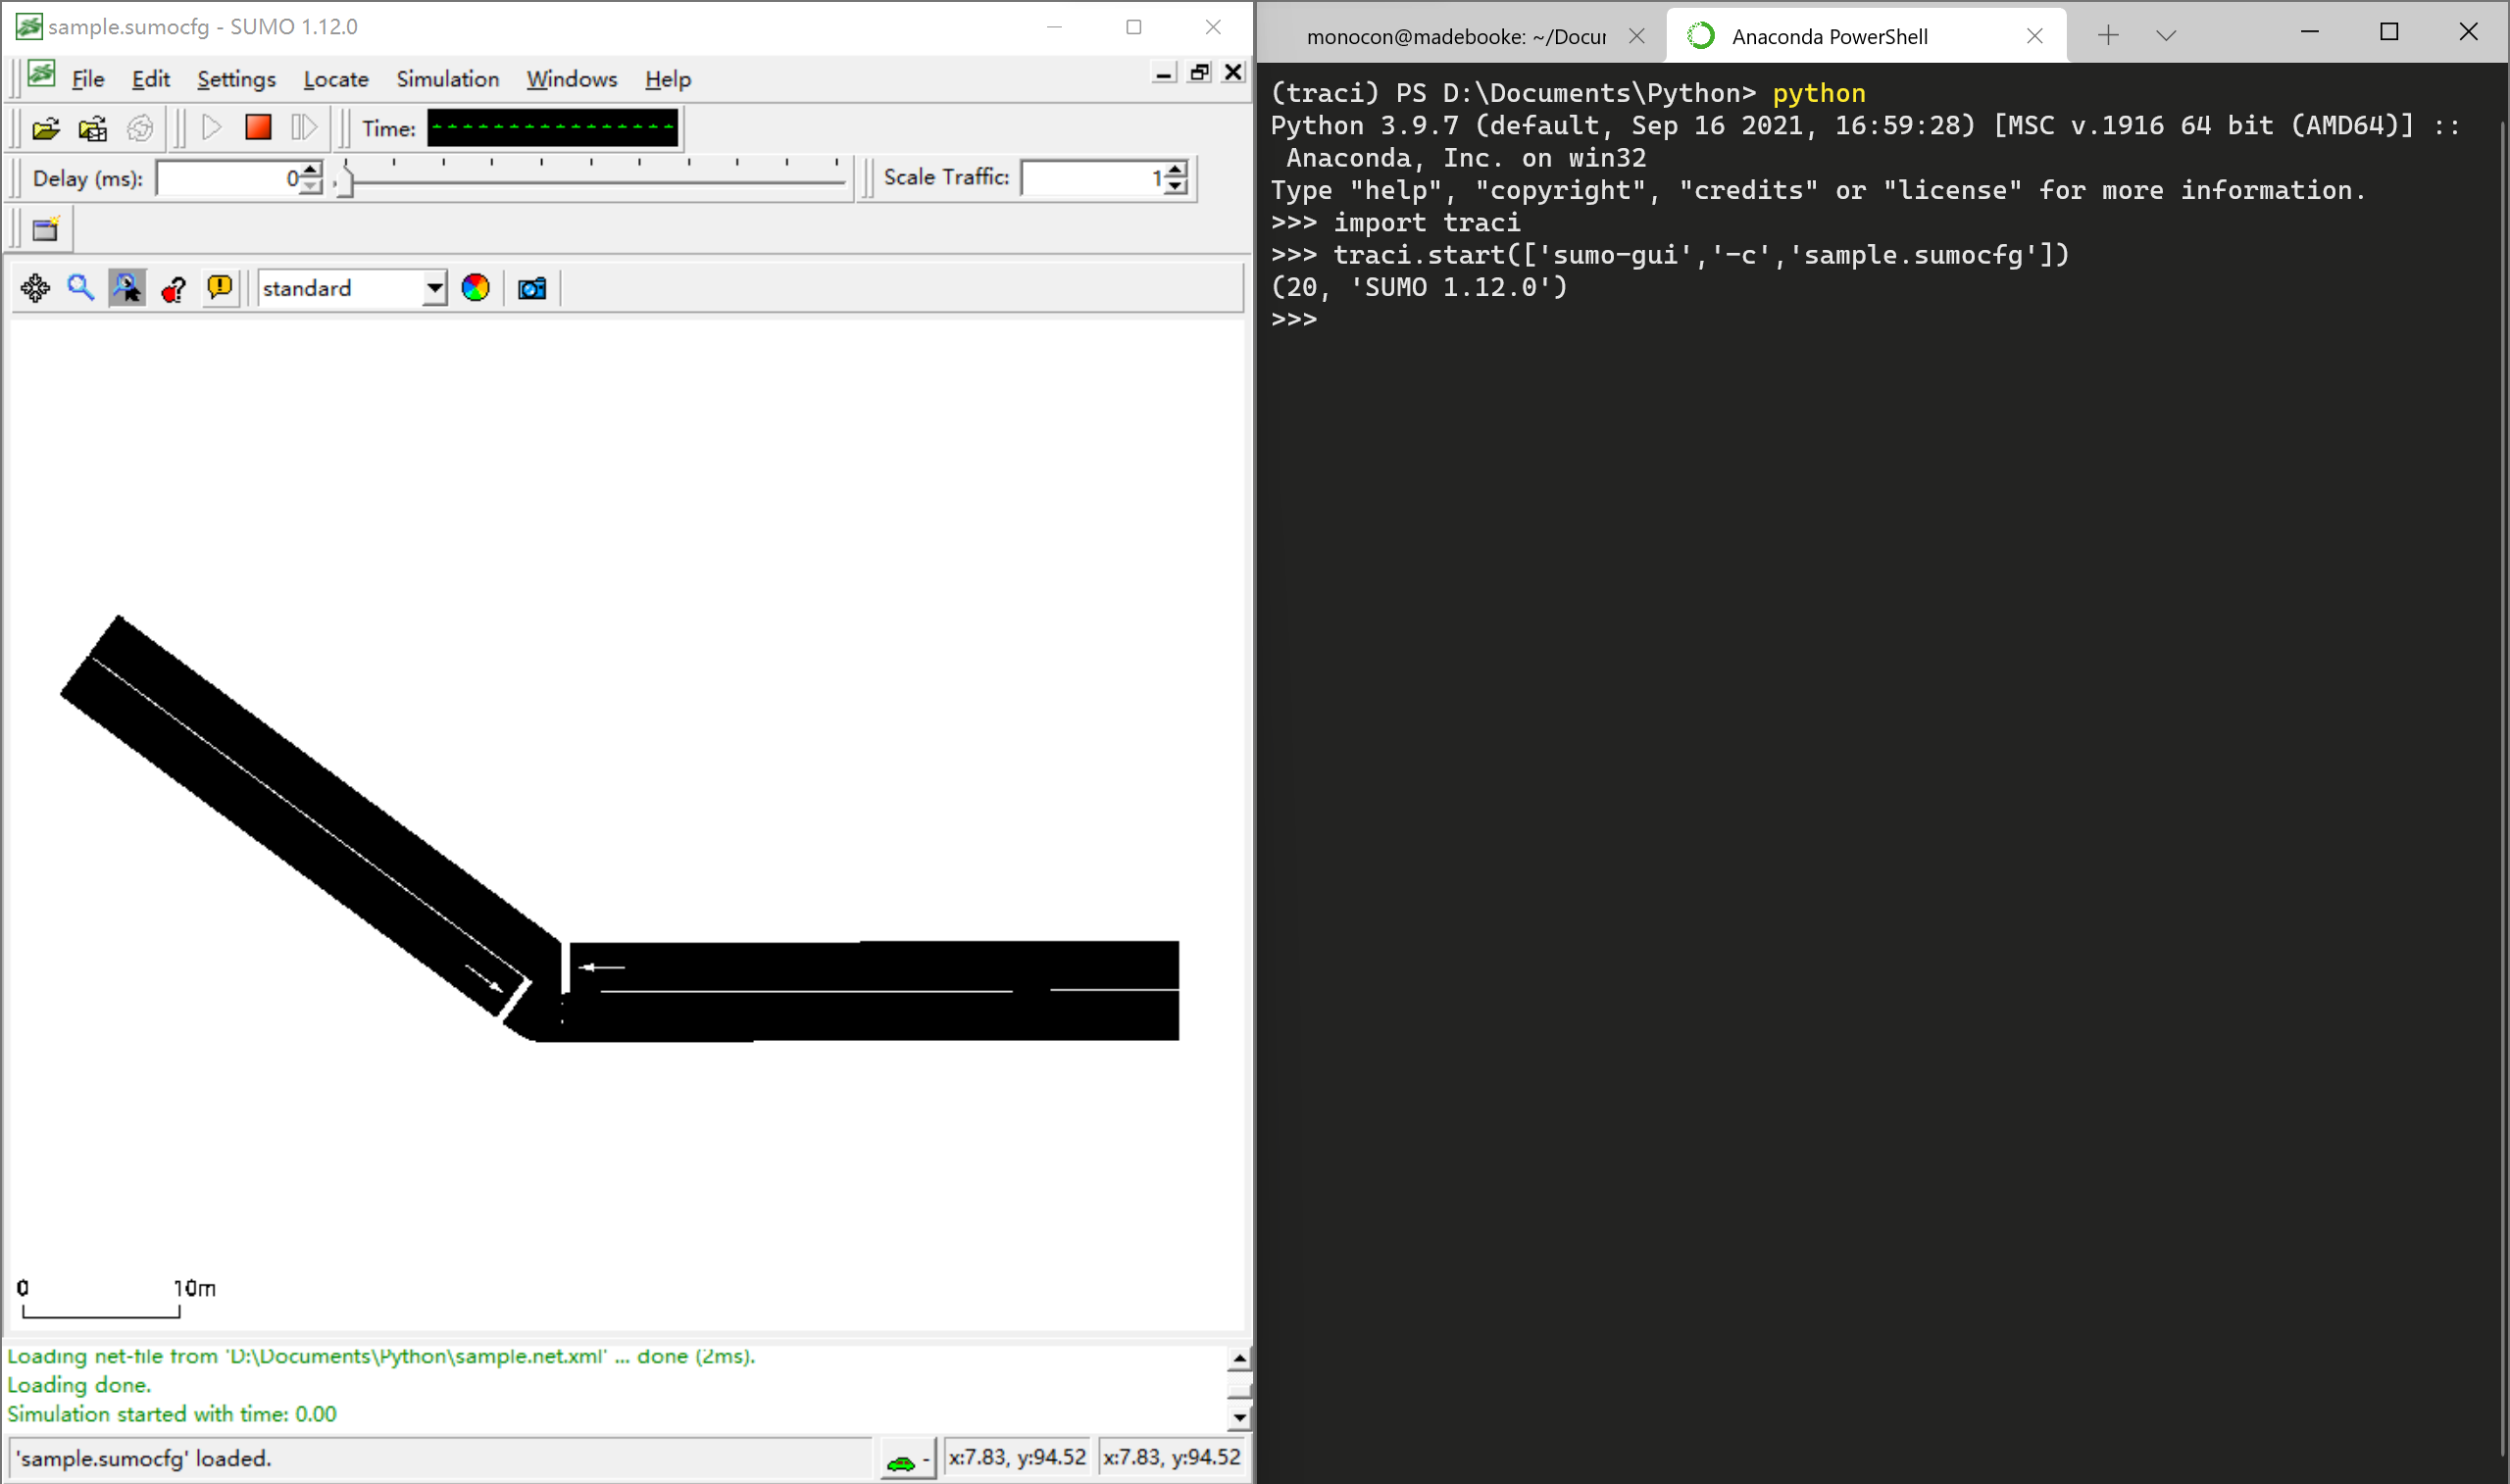 sample.sumocfg - SUMO 1.12.0
File Edit Settings Locate Simulation Windows Help
Time:
Delay (ms): 0 Scale Traffic: 1
standard
0 10m
Loading net-file from 'D:\Documents\Python\sample.net.xml' ... done (2ms).
Loading done.
Simulation started with time: 0.00
'sample.sumocfg' loaded. - x:7.83, y:94.52 x:7.83, y:94.52
monocon@madebooke: ~/Docur Anaconda PowerShell
(traci) PS D:\Documents\Python> python
Python 3.9.7 (default, Sep 16 2021, 16:59:28) [MSC v.1916 64 bit (AMD64)] ::
Anaconda, Inc. on win32
Type "help", "copyright", "credits" or "license" for more information.
>>> import traci
>>> traci.start(['sumo-gui','-c','sample.sumocfg'])
(20, 'SUMO 1.12.0')
>>>